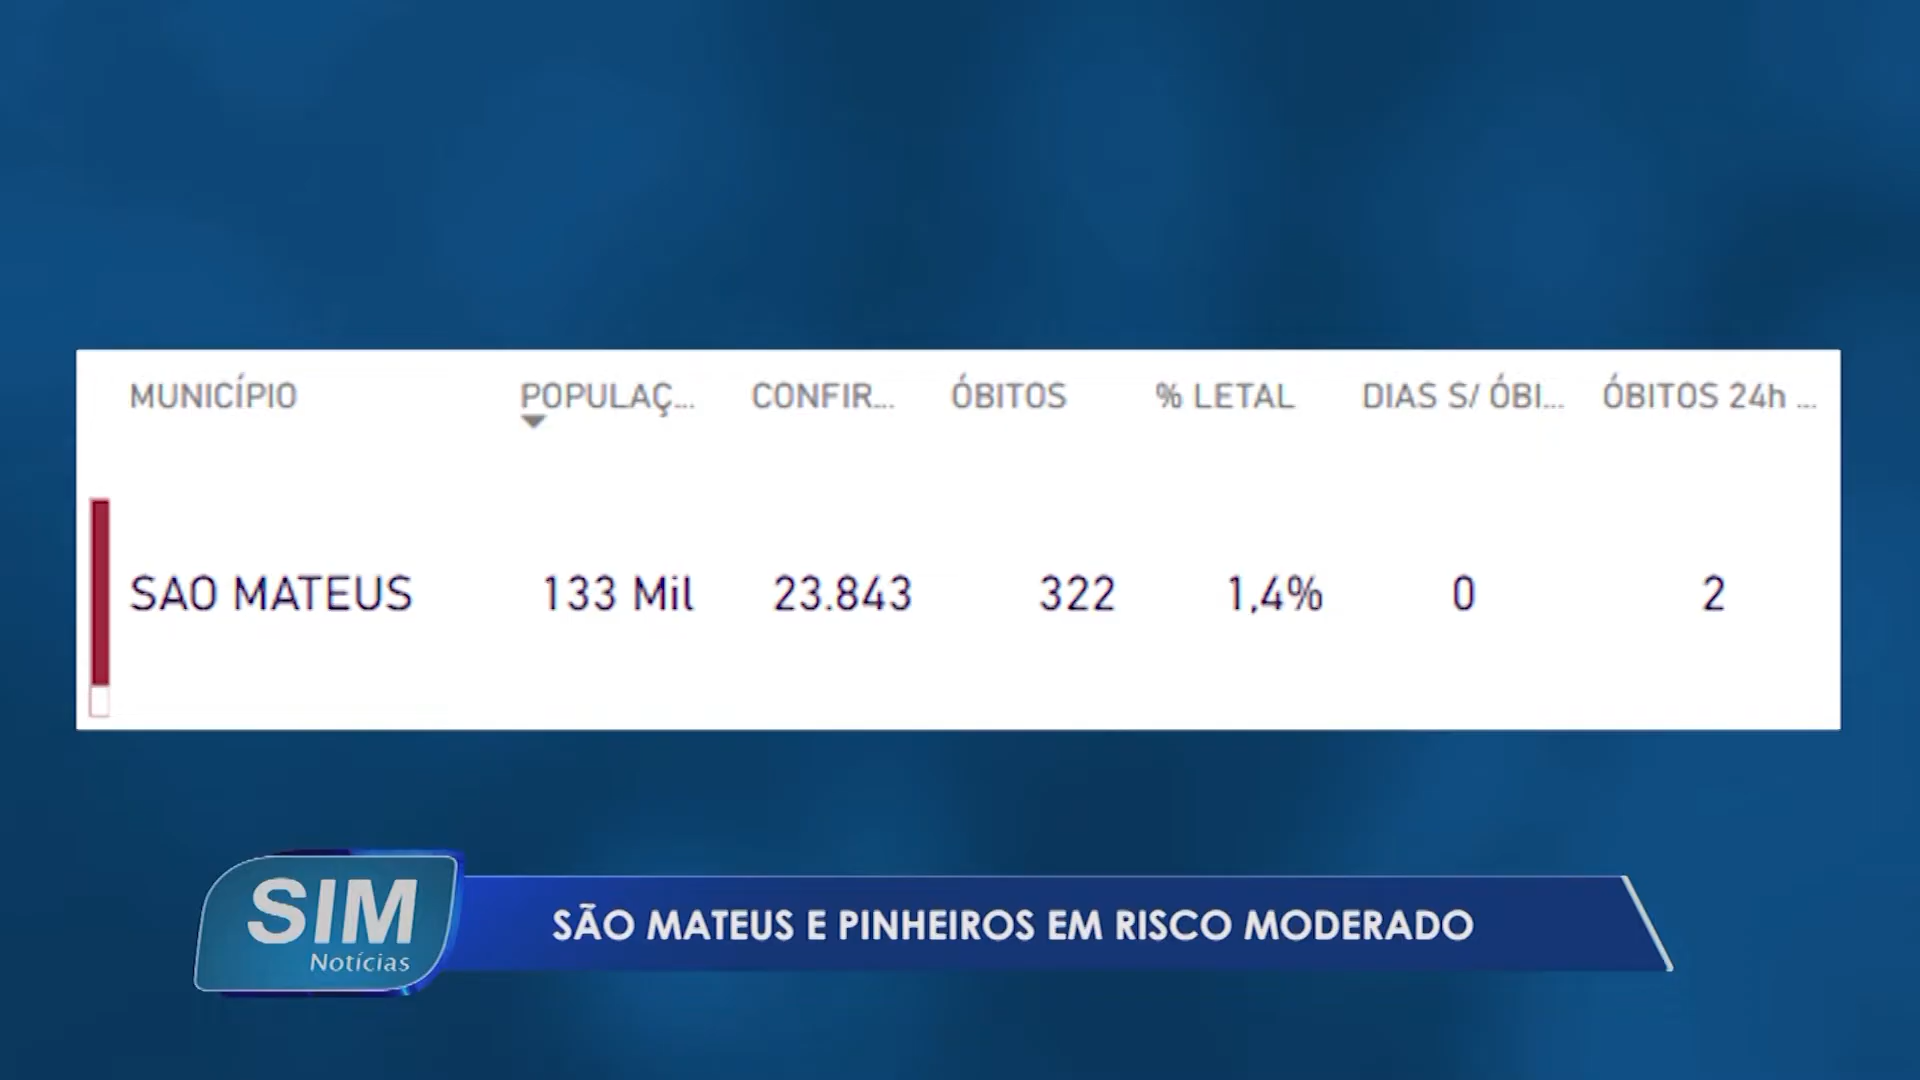 MUNICÍPIO POPULAÇ... CONFIR... ÓBITOS % LETAL DIAS S/ ÓBI... ÓBITOS 24h ...
SAO MATEUS 133 Mil 23.843 322 1,4% 0 2
SIM
Notícias
SÃO MATEUS E PINHEIROS EM RISCO MODERADO